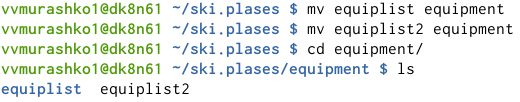 vvmurashko1@dk8n61 ~/ski.plases $ mv equiplist equipment
vvmurashko1@dk8n61 ~/ski.plases $ mv equiplist2 equipment
vvmurashko1@dk8n61 ~/ski.plases $ cd equipment/
vvmurashko1@dk8n61 ~/ski.plases/equipment $ ls
equiplist  equiplist2